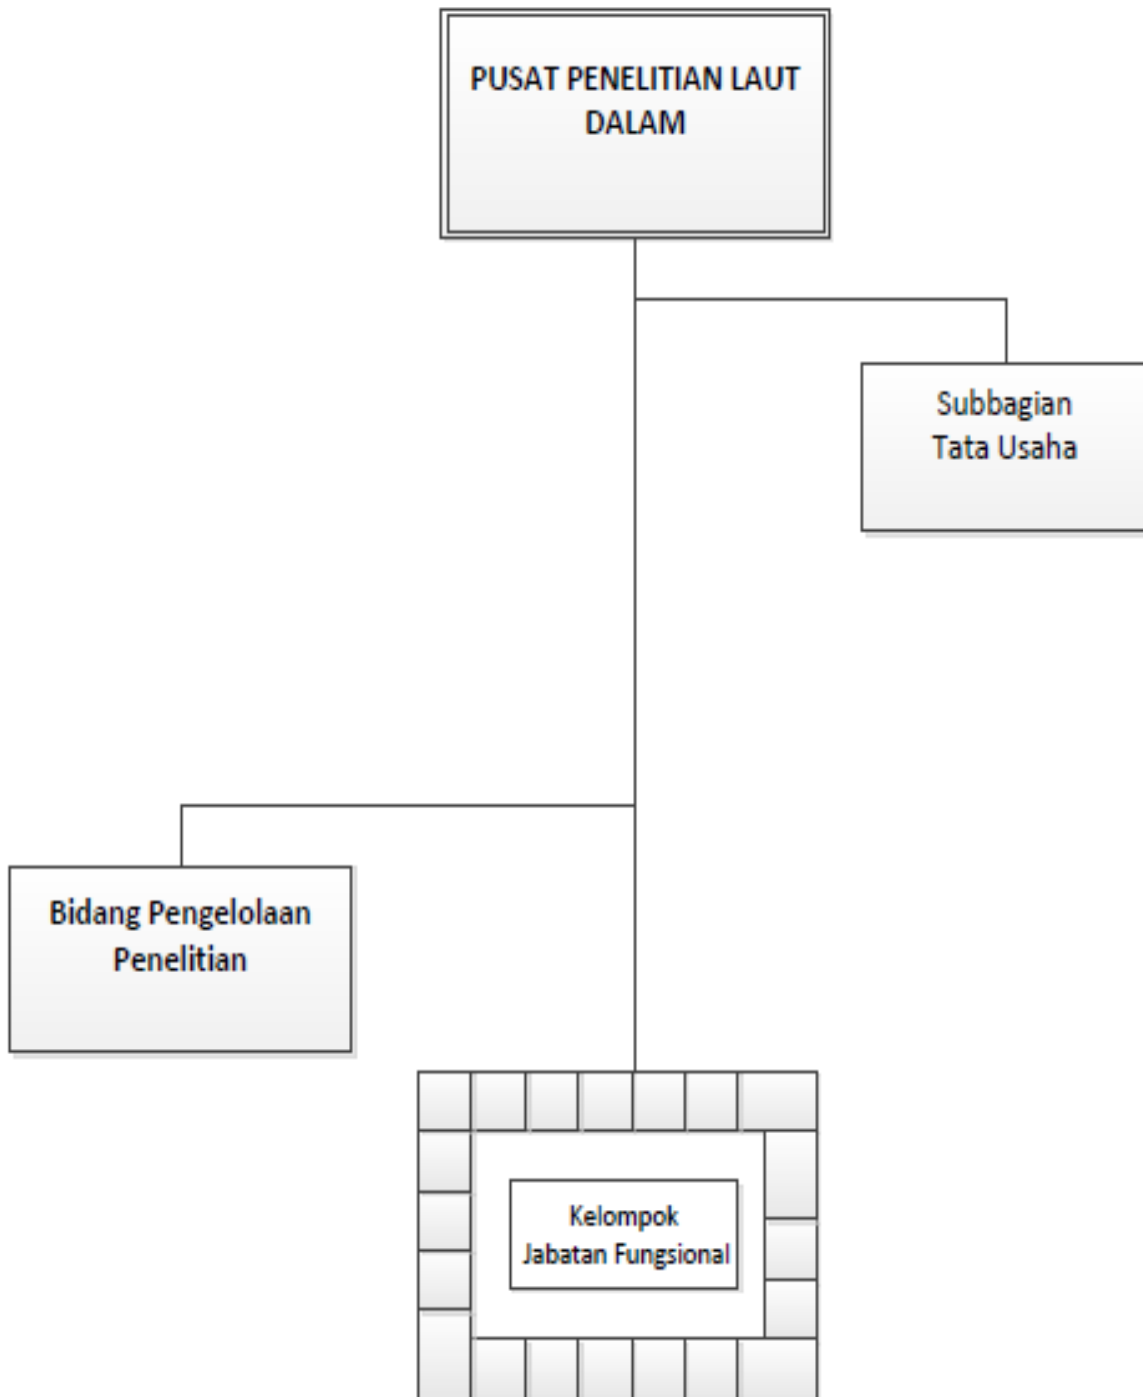 PUSAT PENELITIAN LAUT
DALAM
Subbagian
Tata Usaha
Bidang Pengelolaan
Penelitian
Kelompok
Jabatan Fungsional